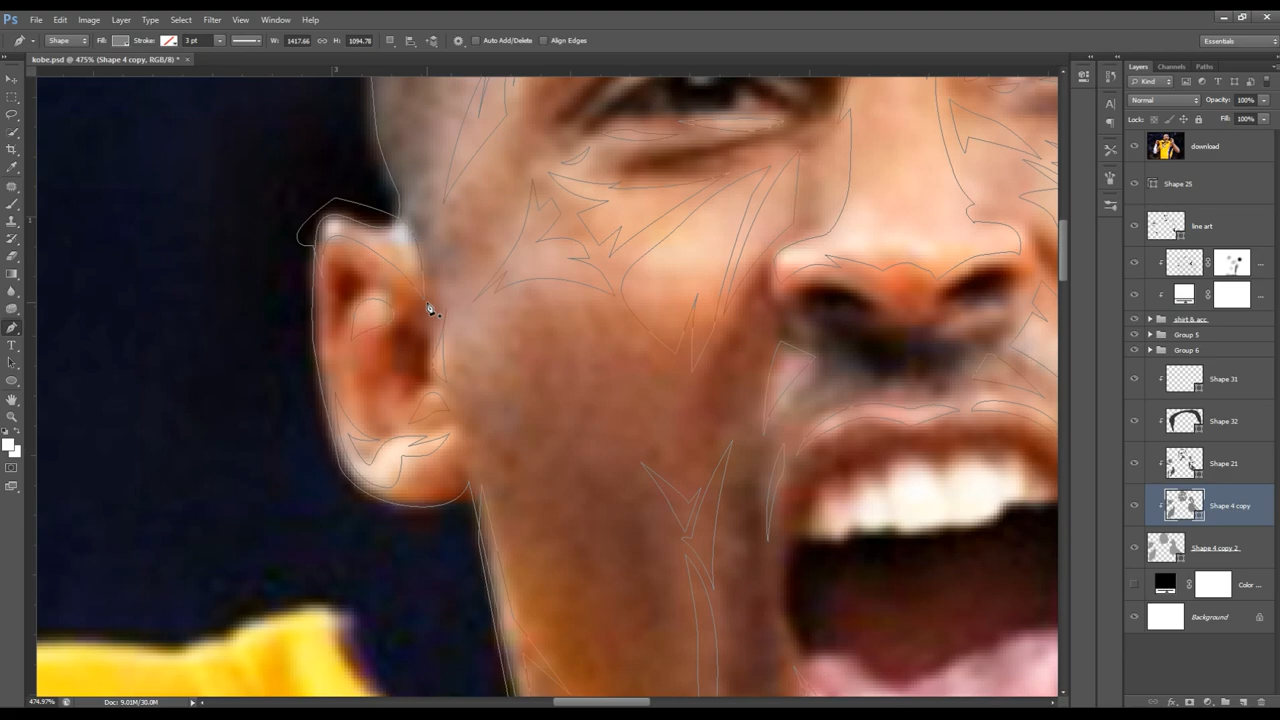 Ps File Edit Image Layer Type Select Filter View Window Help
Shape Fill: Stroke: 3 pt W: 1417.66 H: 1094.78 Auto Add/Delete Align Edges Essentials
kobe.psd @ 475% (Shape 4 copy, RGB/8) * ×
Layers Channels Paths
Kind
Normal Opacity: 100%
Lock: Fill: 100%
download
Shape 25
line art
...
...
shirt & acc
Group 5
Group 6
Shape 31
Shape 32
Shape 21
Shape 4 copy
Shape 4 copy 2
Color ...
Background
474.97% Doc: 9.01M/30.0M
3
1